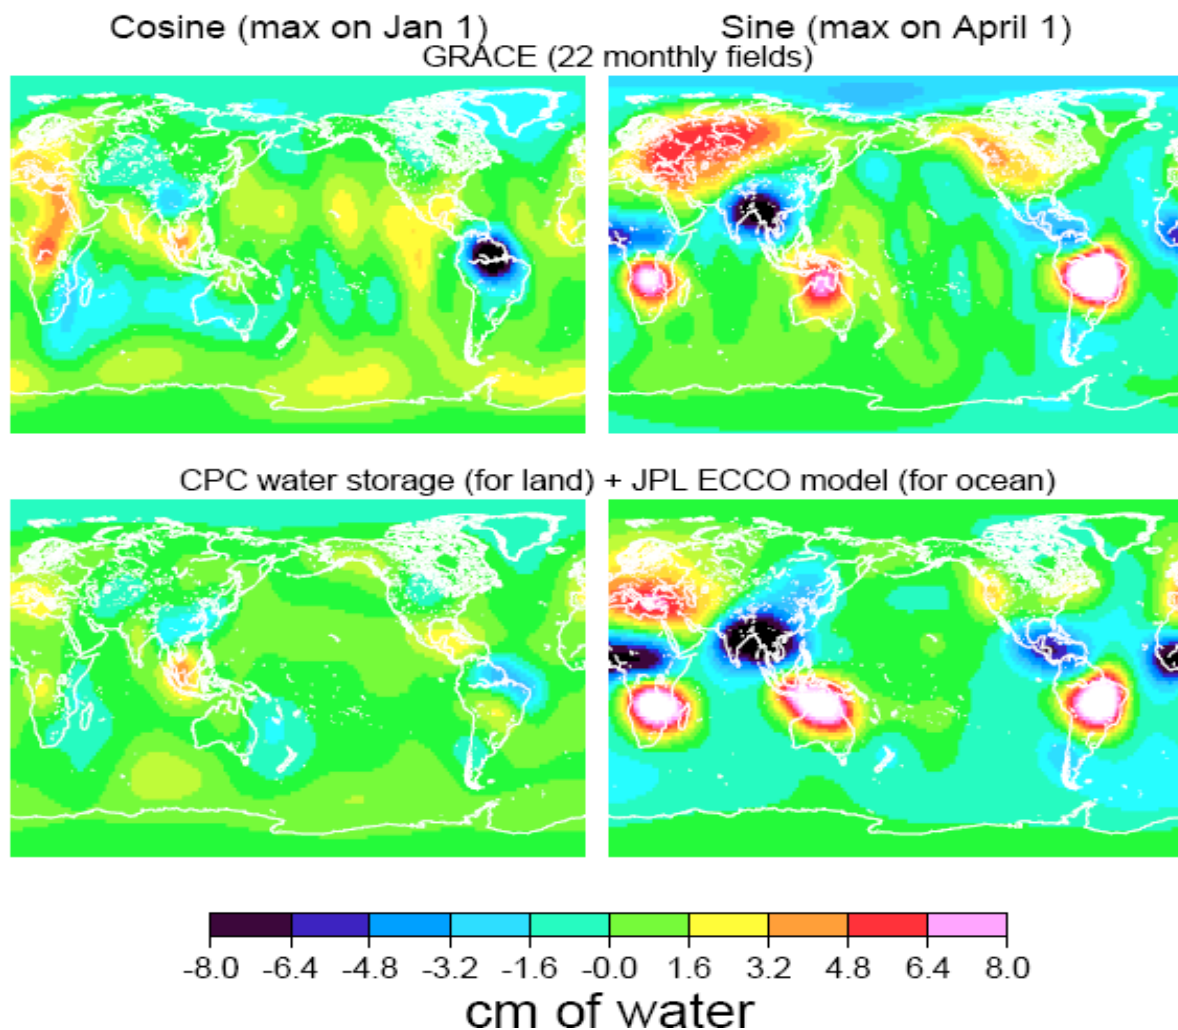 Cosine (max on Jan 1) Sine (max on April 1)
GRACE (22 monthly fields)
CPC water storage (for land) + JPL ECCO model (for ocean)
-8.0 -6.4 -4.8 -3.2 -1.6 -0.0 1.6 3.2 4.8 6.4 8.0
cm of water